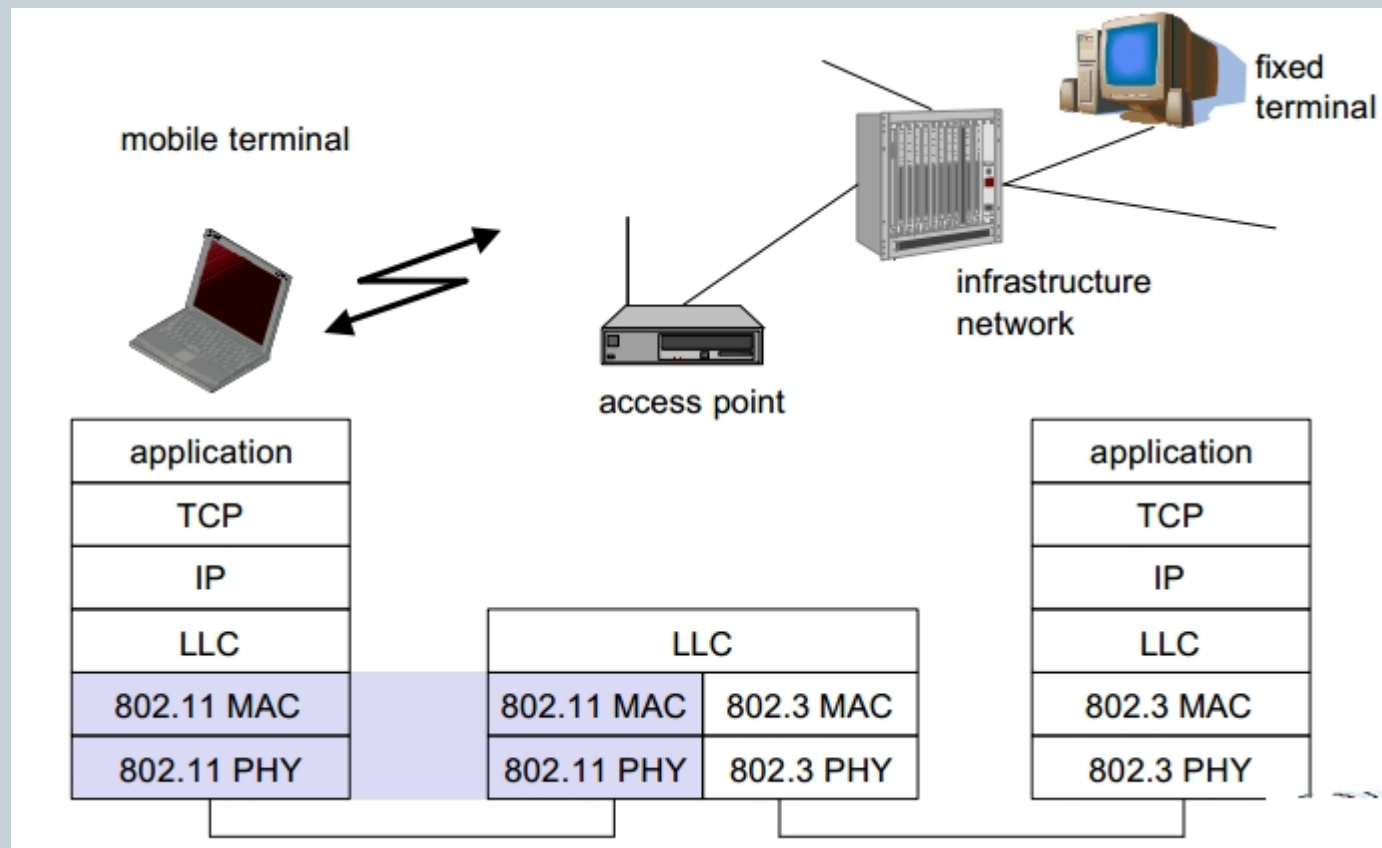 fixed
terminal
mobile terminal
infrastructure
network
access point
application
TCP
IP
LLC
802.11 MAC
802.11 PHY
LLC
802.11 MAC
802.3 MAC
802.11 PHY
802.3 PHY
application
TCP
IP
LLC
802.3 MAC
802.3 PHY